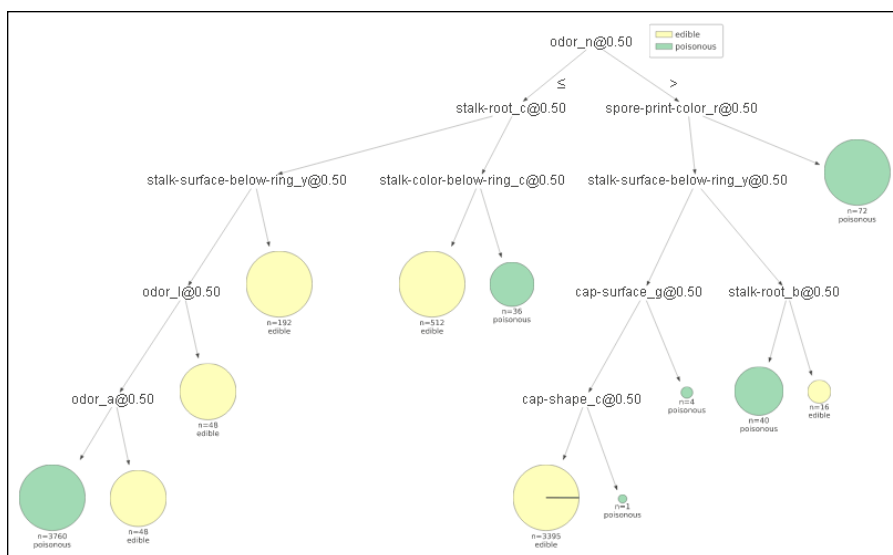 odor_n@0.50
edible
poisonous
≤
>
stalk-root_c@0.50
spore-print-color_r@0.50
stalk-surface-below-ring_y@0.50
stalk-color-below-ring_c@0.50
stalk-surface-below-ring_y@0.50
n=72
poisonous
odor_l@0.50
n=192
edible
n=512
edible
n=36
poisonous
cap-surface_g@0.50
stalk-root_b@0.50
odor_a@0.50
n=48
edible
cap-shape_c@0.50
n=4
poisonous
n=40
poisonous
n=16
edible
n=3760
poisonous
n=48
edible
n=3395
edible
n=1
poisonous